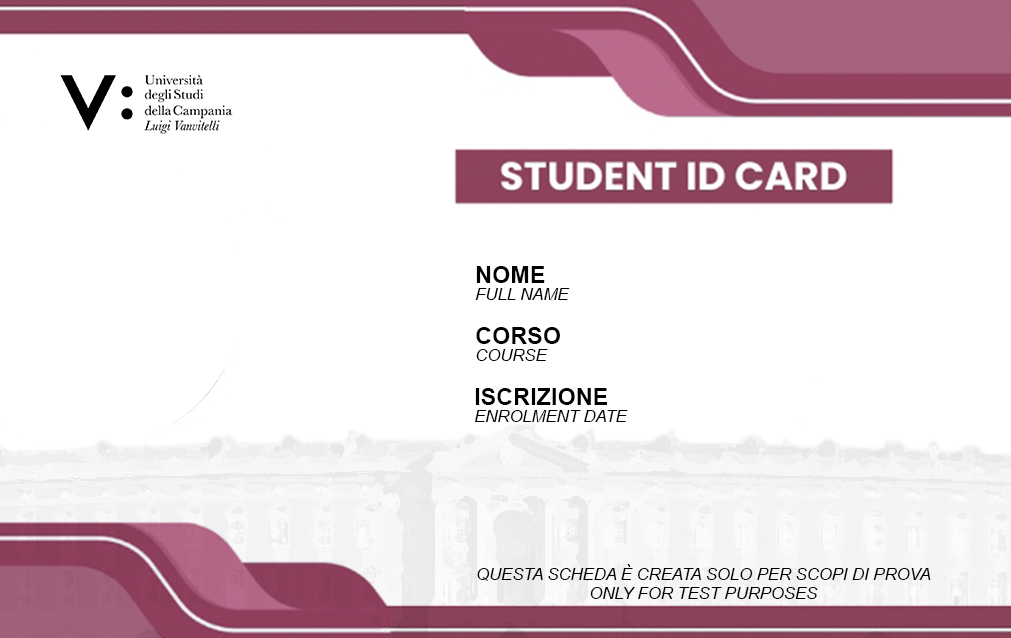 V:
Università
degli Studi
della Campania
Luigi Vanvitelli
STUDENT ID CARD
NOME
FULL NAME
CORSO
COURSE
ISCRIZIONE
ENROLMENT DATE
QUESTA SCHEDA È CREATA SOLO PER SCOPI DI PROVA
ONLY FOR TEST PURPOSES